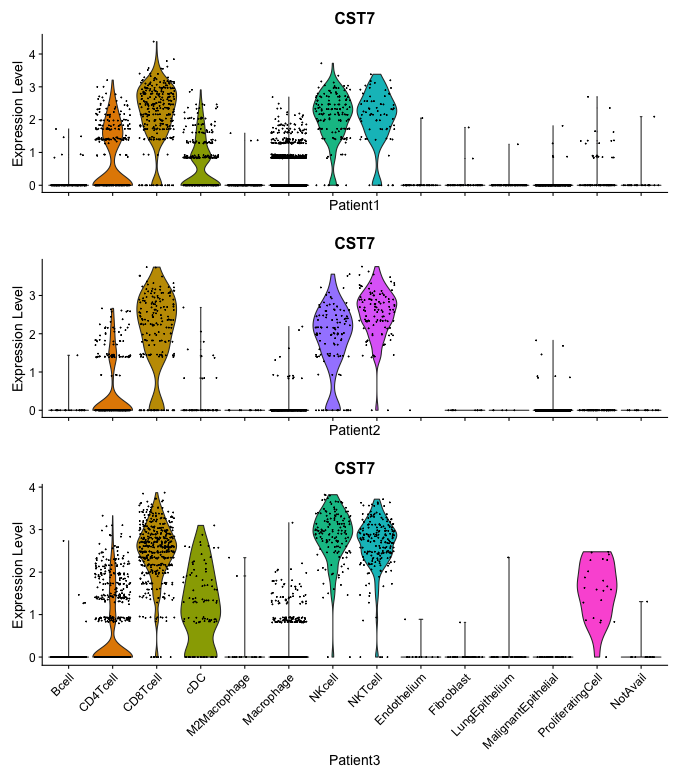 CST7
Expression Level
4
3
2
1
0
Patient1
CST7
Expression Level
3
2
1
0
Patient2
CST7
Expression Level
4
3
2
1
0
Bcell
CD4Tcell
CD8Tcell
cDC
M2Macrophage
Macrophage
NKcell
NKTcell
Endothelium
Fibroblast
LungEpithelium
MalignantEpithelial
ProliferatingCell
NotAvail
Patient3